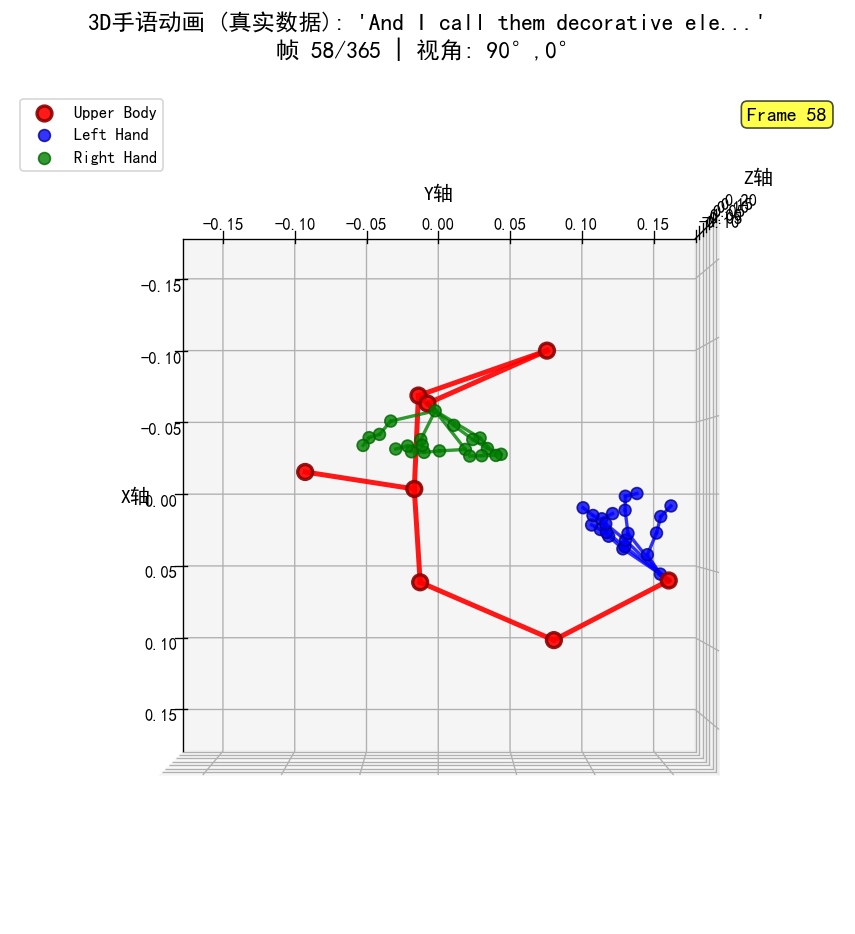 3D手语动画 (真实数据): 'And I call them decorative ele...'
帧 58/365 | 视角: 90°,0°
Upper Body
Left Hand
Right Hand
Frame 58
Z轴
Y轴
−0.15 −0.10 −0.05 0.00 0.05 0.10 0.15
−0.15
−0.10
−0.05
X轴
0.00
0.05
0.10
0.15